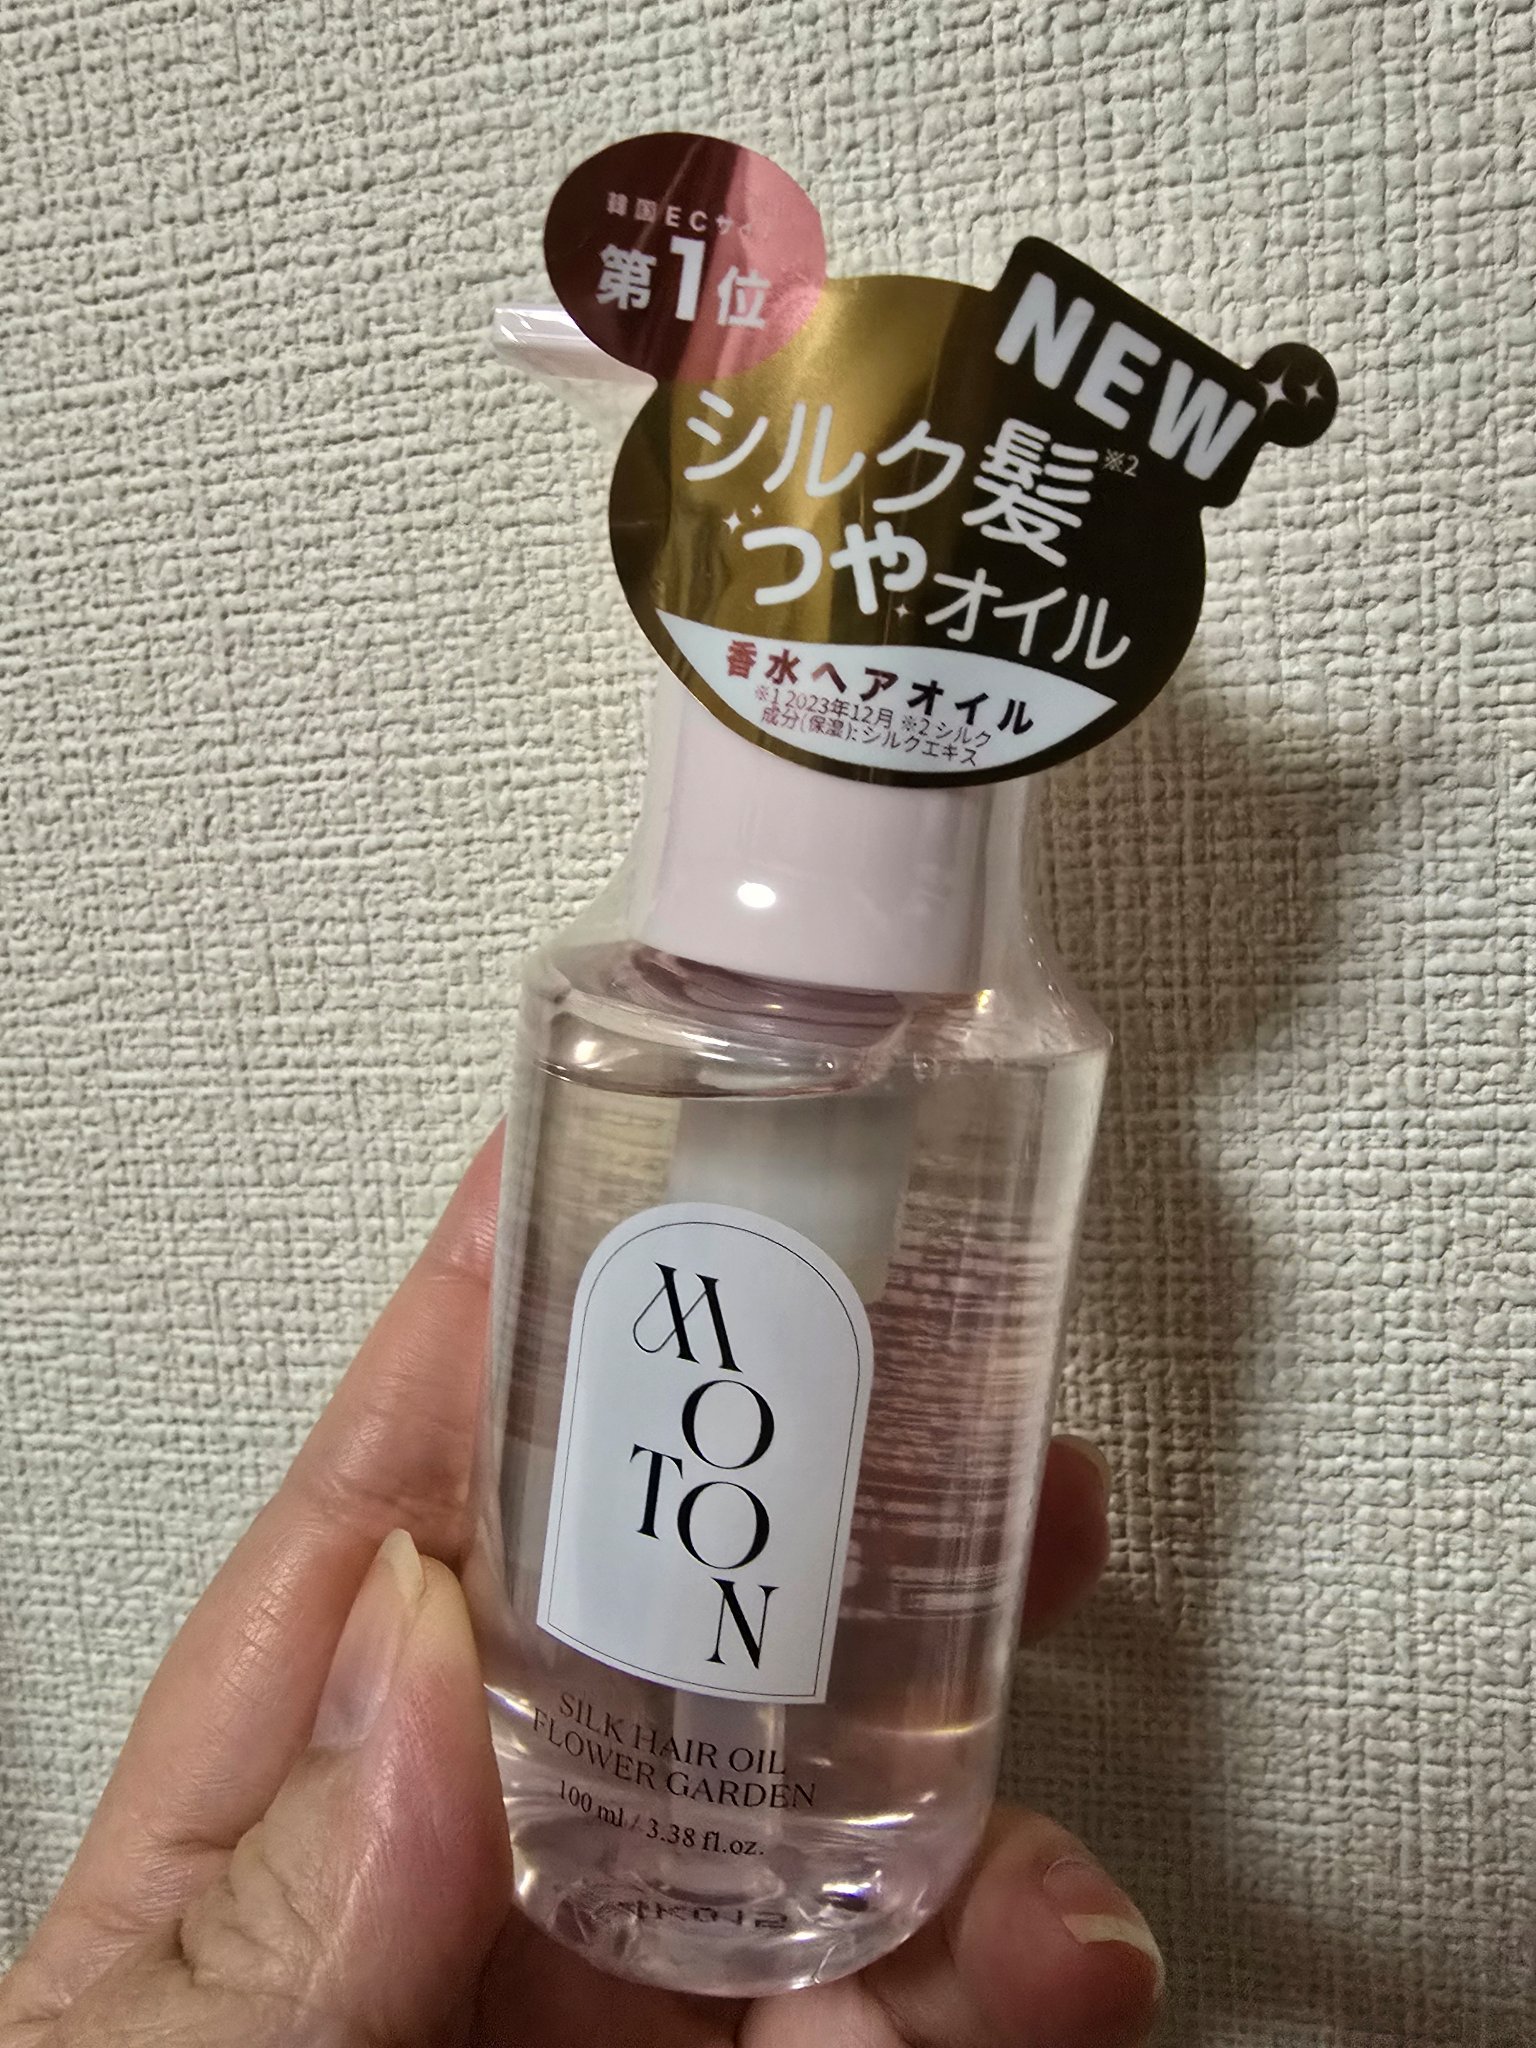 韓国ECサイ
第1位
NEW
シルク髪※2
つやオイル
香水ヘアオイル
※1 2023年12月 ※2 シルク
成分(保湿): シルクエキス
MOTON
SILK HAIR OIL
FLOWER GARDEN
100 ml / 3.38 fl.oz.